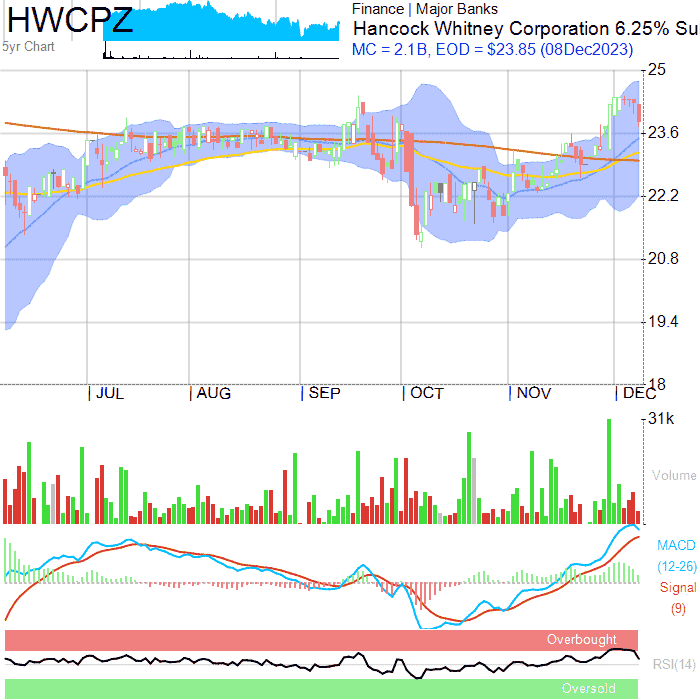 HWCPZ
5yr Chart
Finance | Major Banks
Hancock Whitney Corporation 6.25% Su
MC = 2.1B, EOD = $23.85 (08Dec2023)
25
23.6
22.2
20.8
19.4
18
JUL
AUG
SEP
OCT
NOV
DEC
31k
Volume
MACD
(12-26)
Signal
(9)
Overbought
RSI(14)
Oversold